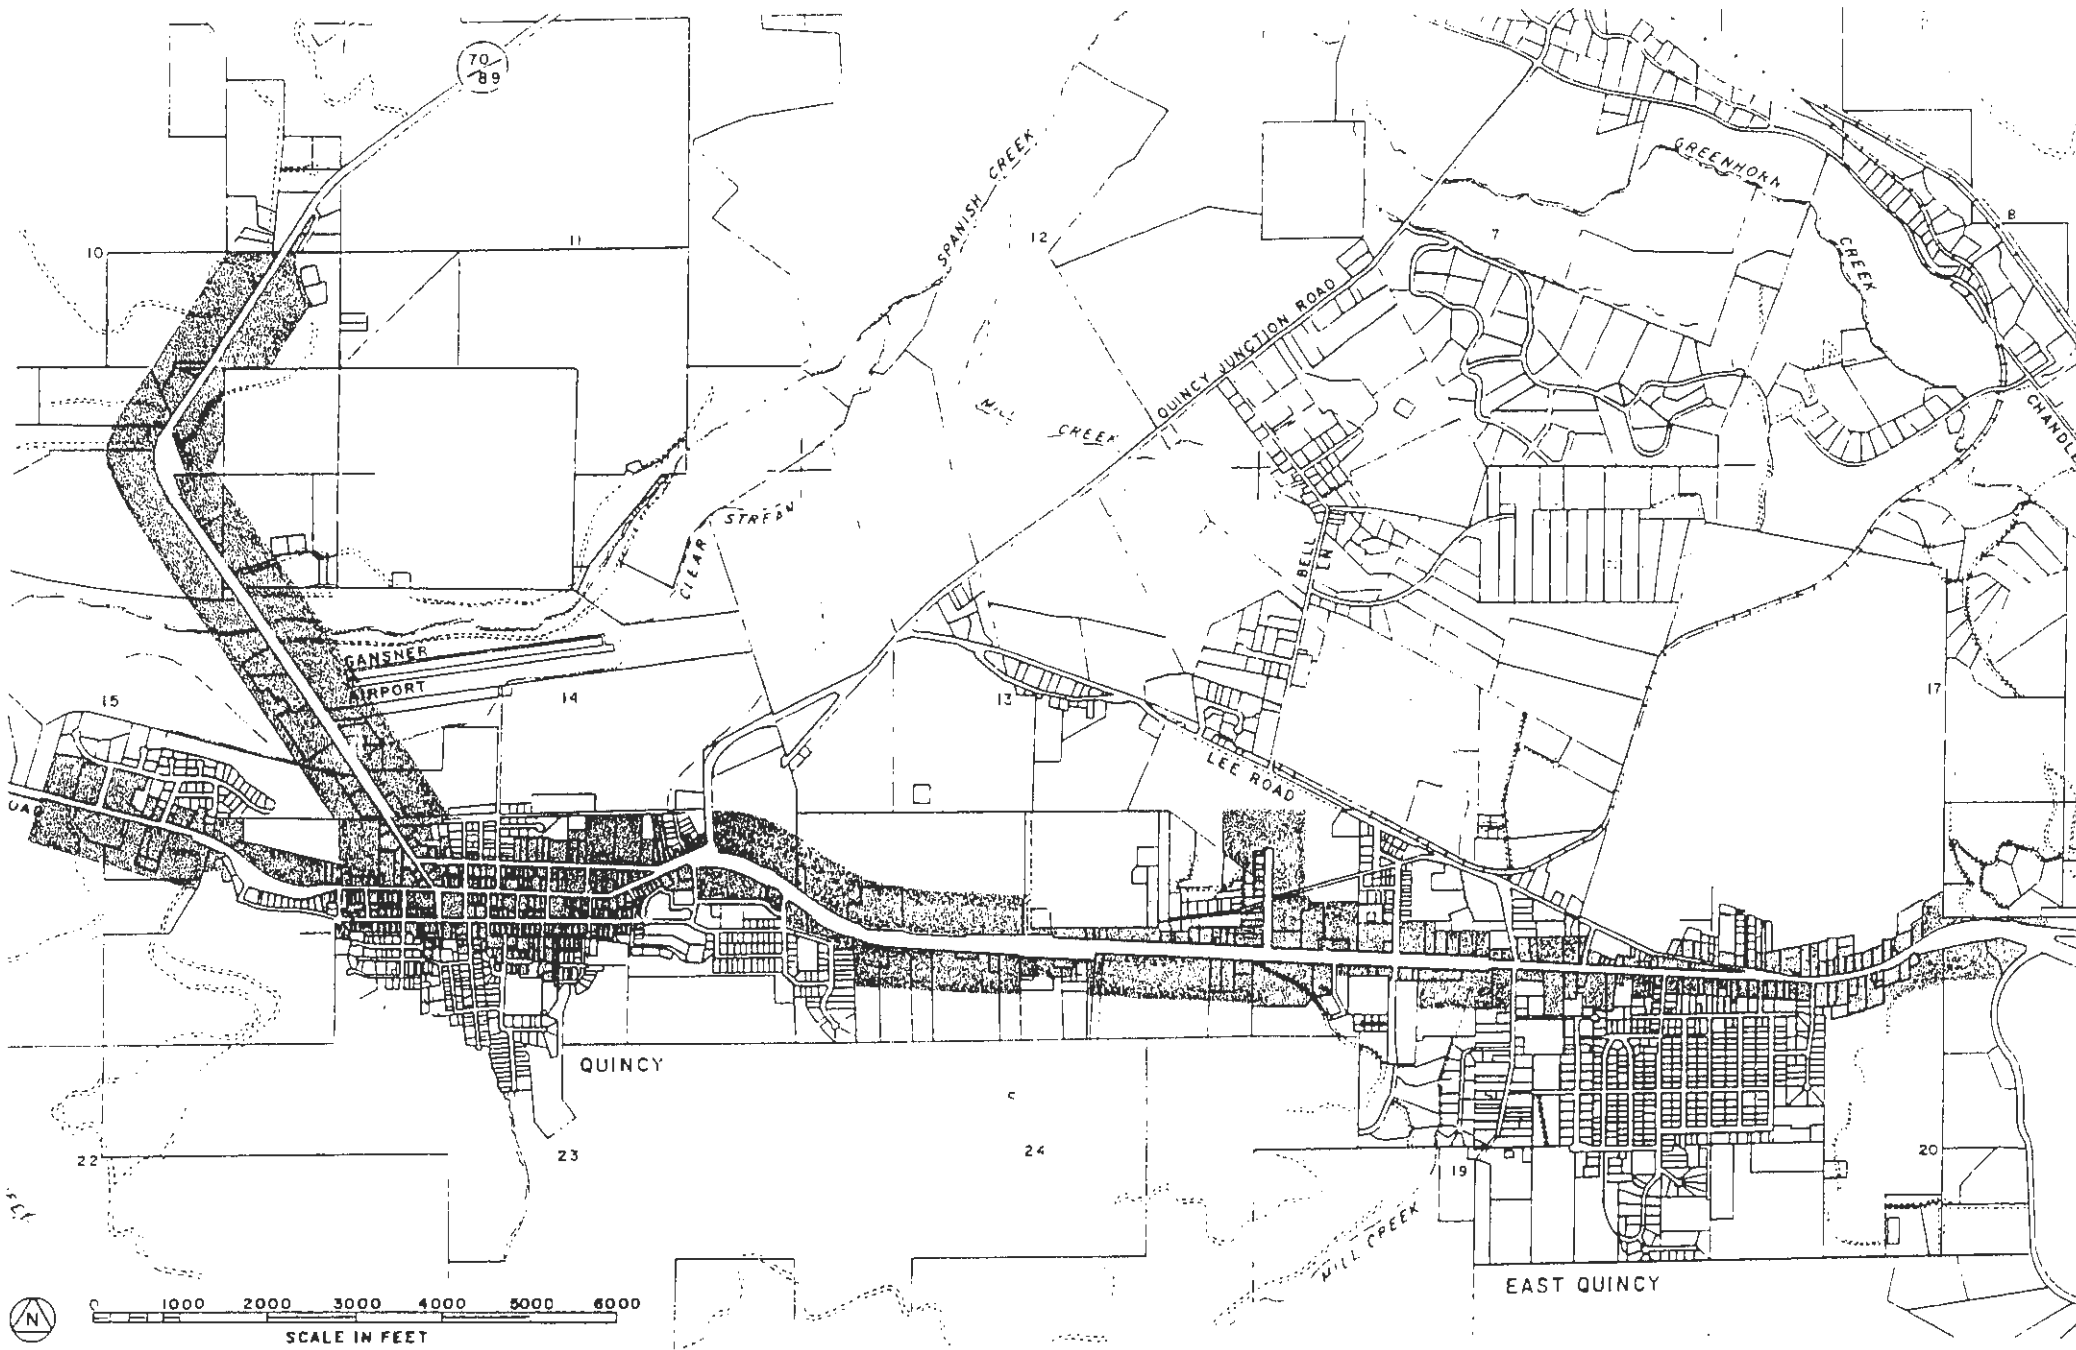 70
89
GREENHORN
CREEK
SPANISH CREEK
8
7
12
11
10
QUINCY JUNCTION ROAD
MILL
CREEK
CHANDLE
CLEAR
STREAM
BELL
LN
GANSNER
AIRPORT
15
14
13
17
LEE ROAD
QUINCY
22
23
24
19
20
MILL CREEK
EAST QUINCY
N
0 1000 2000 3000 4000 5000 6000
SCALE IN FEET